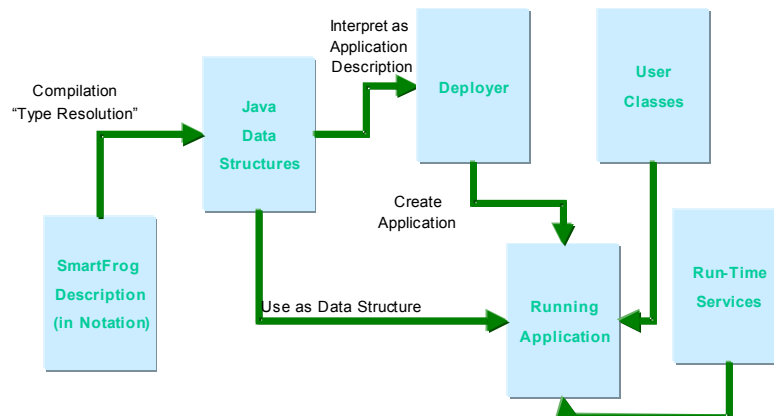 Interpret as
Application
Description
Compilation
“Type Resolution”
Java
Data
Structures
Deployer
User
Classes
Create
Application
SmartFrog
Description
(in Notation)
Use as Data Structure
Running
Application
Run-Time
Services